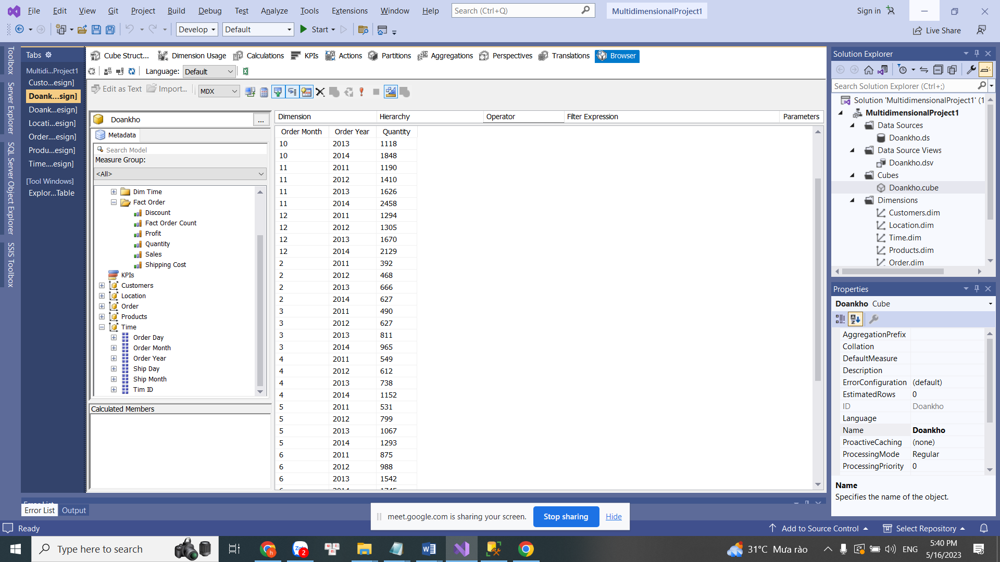 File Edit View Git Project Build Debug Test Analyze Tools Extensions Window Help Search (Ctrl+Q) MultidimensionalProject1 Sign in
Develop Default Start Live Share
Toolbox
Server Explorer
SQL Server Object Explorer
SSIS Toolbox
Tabs
Multidi...Project1
Custo...esign]
Doank...sign]
Doank...esign]
Locati...esign]
Order....esign]
Produ...esign]
Time....esign]
[Tool Windows]
Explor...Table
Cube Struct... Dimension Usage Calculations KPIs Actions Partitions Aggregations Perspectives Translations Browser
Language: Default
Edit as Text Import... MDX
Doankho ...
Metadata
Search Model
Measure Group:
<All>
Dim Time
Fact Order
Discount
Fact Order Count
Profit
Quantity
Sales
Shipping Cost
KPIs
Customers
Location
Order
Products
Time
Order Day
Order Month
Order Year
Ship Day
Ship Month
Tim ID
Calculated Members
Dimension Hierarchy Operator Filter Expression Parameters
Order Month Order Year Quantity
10 2013 1118
10 2014 1848
11 2011 1190
11 2012 1410
11 2013 1626
11 2014 2458
12 2011 1294
12 2012 1305
12 2013 1670
12 2014 2129
2 2011 392
2 2012 468
2 2013 666
2 2014 627
3 2011 490
3 2012 627
3 2013 811
3 2014 965
4 2011 549
4 2012 612
4 2013 738
4 2014 1152
5 2011 531
5 2012 799
5 2013 1067
5 2014 1293
6 2011 875
6 2012 988
6 2013 1542
6 2014 1745
Solution Explorer
Search Solution Explorer (Ctrl+;)
Solution 'MultidimensionalProject1' (1
MultidimensionalProject1
Data Sources
Doankho.ds
Data Source Views
Doankho.dsv
Cubes
Doankho.cube
Dimensions
Customers.dim
Location.dim
Time.dim
Products.dim
Order.dim
Properties
Doankho Cube
AggregationPrefix
Collation
DefaultMeasure
Description
ErrorConfiguration (default)
EstimatedRows 0
ID Doankho
Language
Name Doankho
ProactiveCaching (none)
ProcessingMode Regular
ProcessingPriority 0
Name
Specifies the name of the object.
Error List
Error List Output
meet.google.com is sharing your screen. Stop sharing Hide
Ready Add to Source Control Select Repository
Type here to search 2 31°C Mưa rào ENG 5:40 PM
5/16/2023